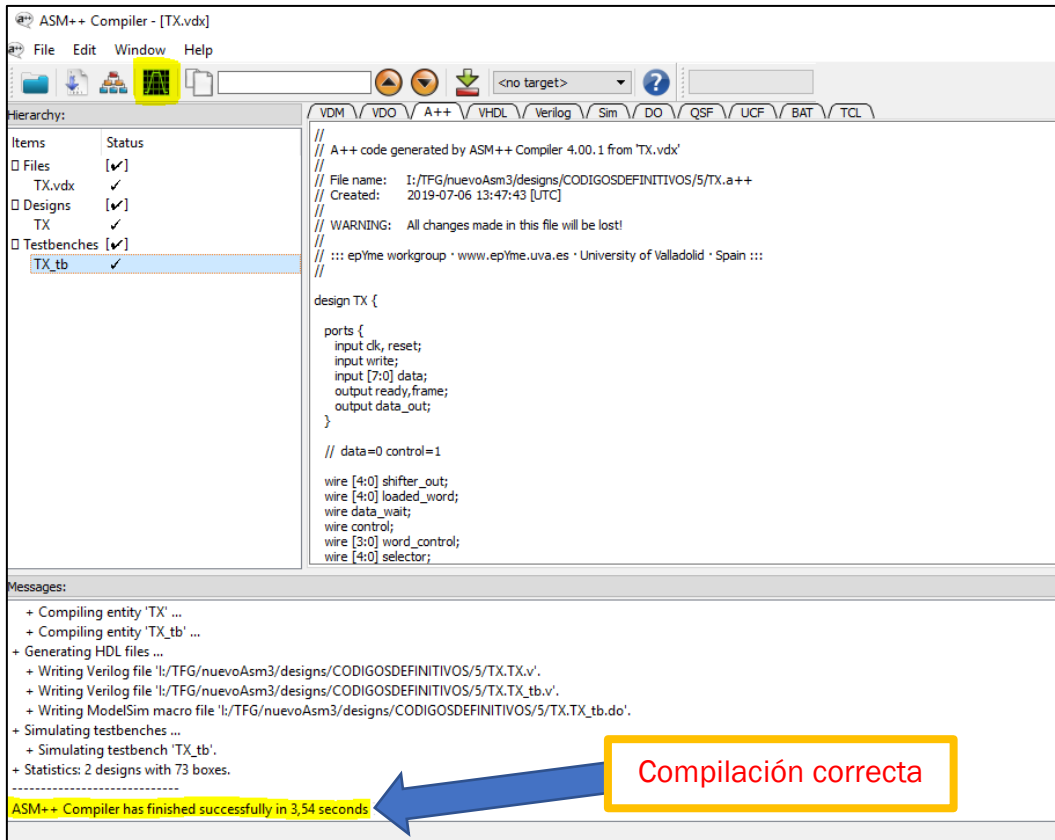 ASM++ Compiler - [TX.vdx]
File Edit Window Help
<no target>
Hierarchy:
VDM VDO A++ VHDL Verilog Sim DO QSF UCF BAT TCL
Items Status
Files [✔]
TX.vdx ✓
Designs [✔]
TX ✓
Testbenches [✔]
TX_tb ✓
//
// A++ code generated by ASM++ Compiler 4.00.1 from 'TX.vdx'
//
// File name: I:/TFG/nuevoAsm3/designs/CODIGOSDEFINITIVOS/5/TX.a++
// Created: 2019-07-06 13:47:43 [UTC]
//
// WARNING: All changes made in this file will be lost!
//
// ::: epYme workgroup · www.epYme.uva.es · University of Valladolid · Spain :::
//
design TX {
ports {
input clk, reset;
input write;
input [7:0] data;
output ready,frame;
output data_out;
}
// data=0 control=1
wire [4:0] shifter_out;
wire [4:0] loaded_word;
wire data_wait;
wire control;
wire [3:0] word_control;
wire [4:0] selector;
Messages:
+ Compiling entity 'TX' ...
+ Compiling entity 'TX_tb' ...
+ Generating HDL files ...
+ Writing Verilog file 'I:/TFG/nuevoAsm3/designs/CODIGOSDEFINITIVOS/5/TX.TX.v'.
+ Writing Verilog file 'I:/TFG/nuevoAsm3/designs/CODIGOSDEFINITIVOS/5/TX.TX_tb.v'.
+ Writing ModelSim macro file 'I:/TFG/nuevoAsm3/designs/CODIGOSDEFINITIVOS/5/TX.TX_tb.do'.
+ Simulating testbenches ...
+ Simulating testbench 'TX_tb'.
+ Statistics: 2 designs with 73 boxes.
----------------------------
ASM++ Compiler has finished successfully in 3,54 seconds
Compilación correcta